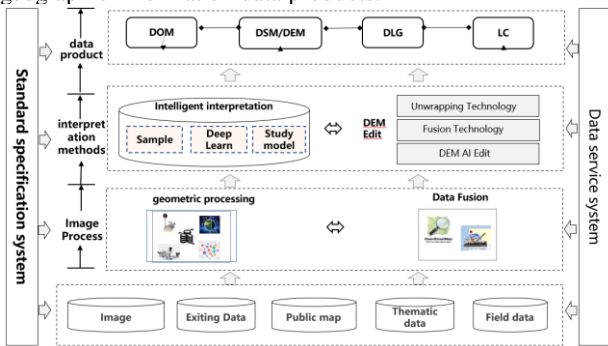 Standard specification system
data
product
interpret
ation
methods
Image
Process
DOM
DSM/DEM
DLG
LC
Intelligent interpretation
Sample
Deep
Learn
Study
model
DEM
Edit
Unwrapping Technology
Fusion Technology
DEM AI Edit
geometric processing
Data Fusion
Image
Exiting Data
Public map
Thematic
data
Field data
Data service system